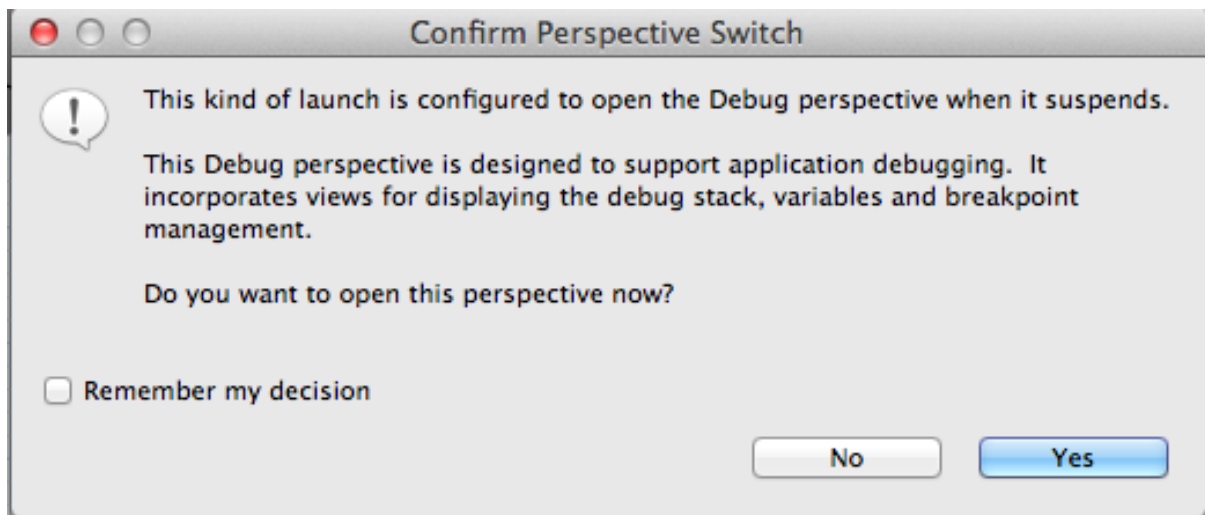 Confirm Perspective Switch
This kind of launch is configured to open the Debug perspective when it suspends.
This Debug perspective is designed to support application debugging.  It
incorporates views for displaying the debug stack, variables and breakpoint
management.
Do you want to open this perspective now?
Remember my decision
No
Yes